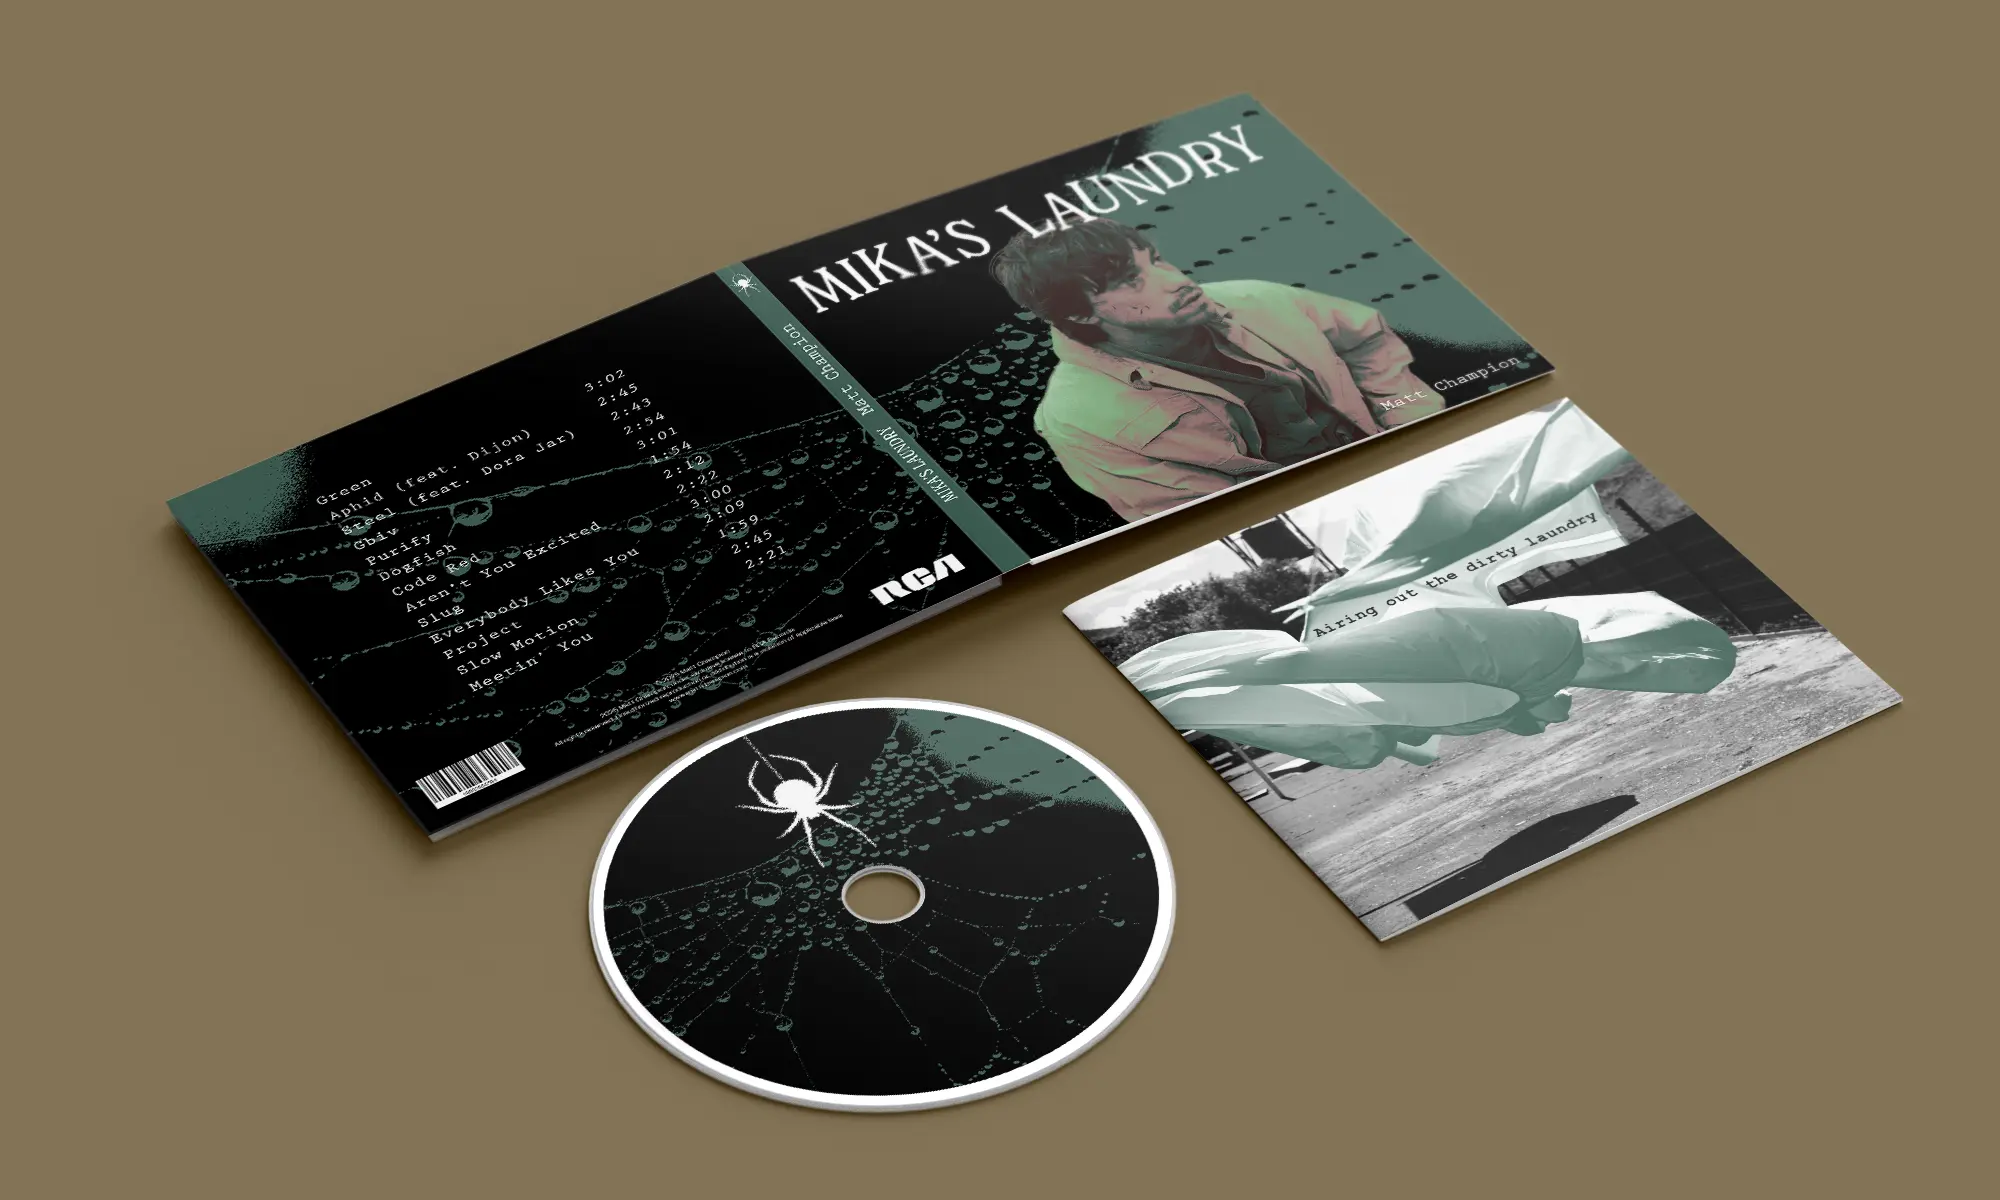 MIKA'S LAUNDRY
Matt Champion
MIKA'S LAUNDRY Matt Champion
Green 3:02
Aphid (feat. Dijon) 2:45
Steel (feat. Dora Jar) 2:43
Gbiv 2:54
Purify 3:01
Dogfish 1:54
Code Red 2:12
Aren't You Excited 2:22
Slug 3:00
Everybody Likes You 2:09
Project 1:59
Slow Motion 2:45
Meetin' You 2:21
RCA
Airing out the dirty laundry